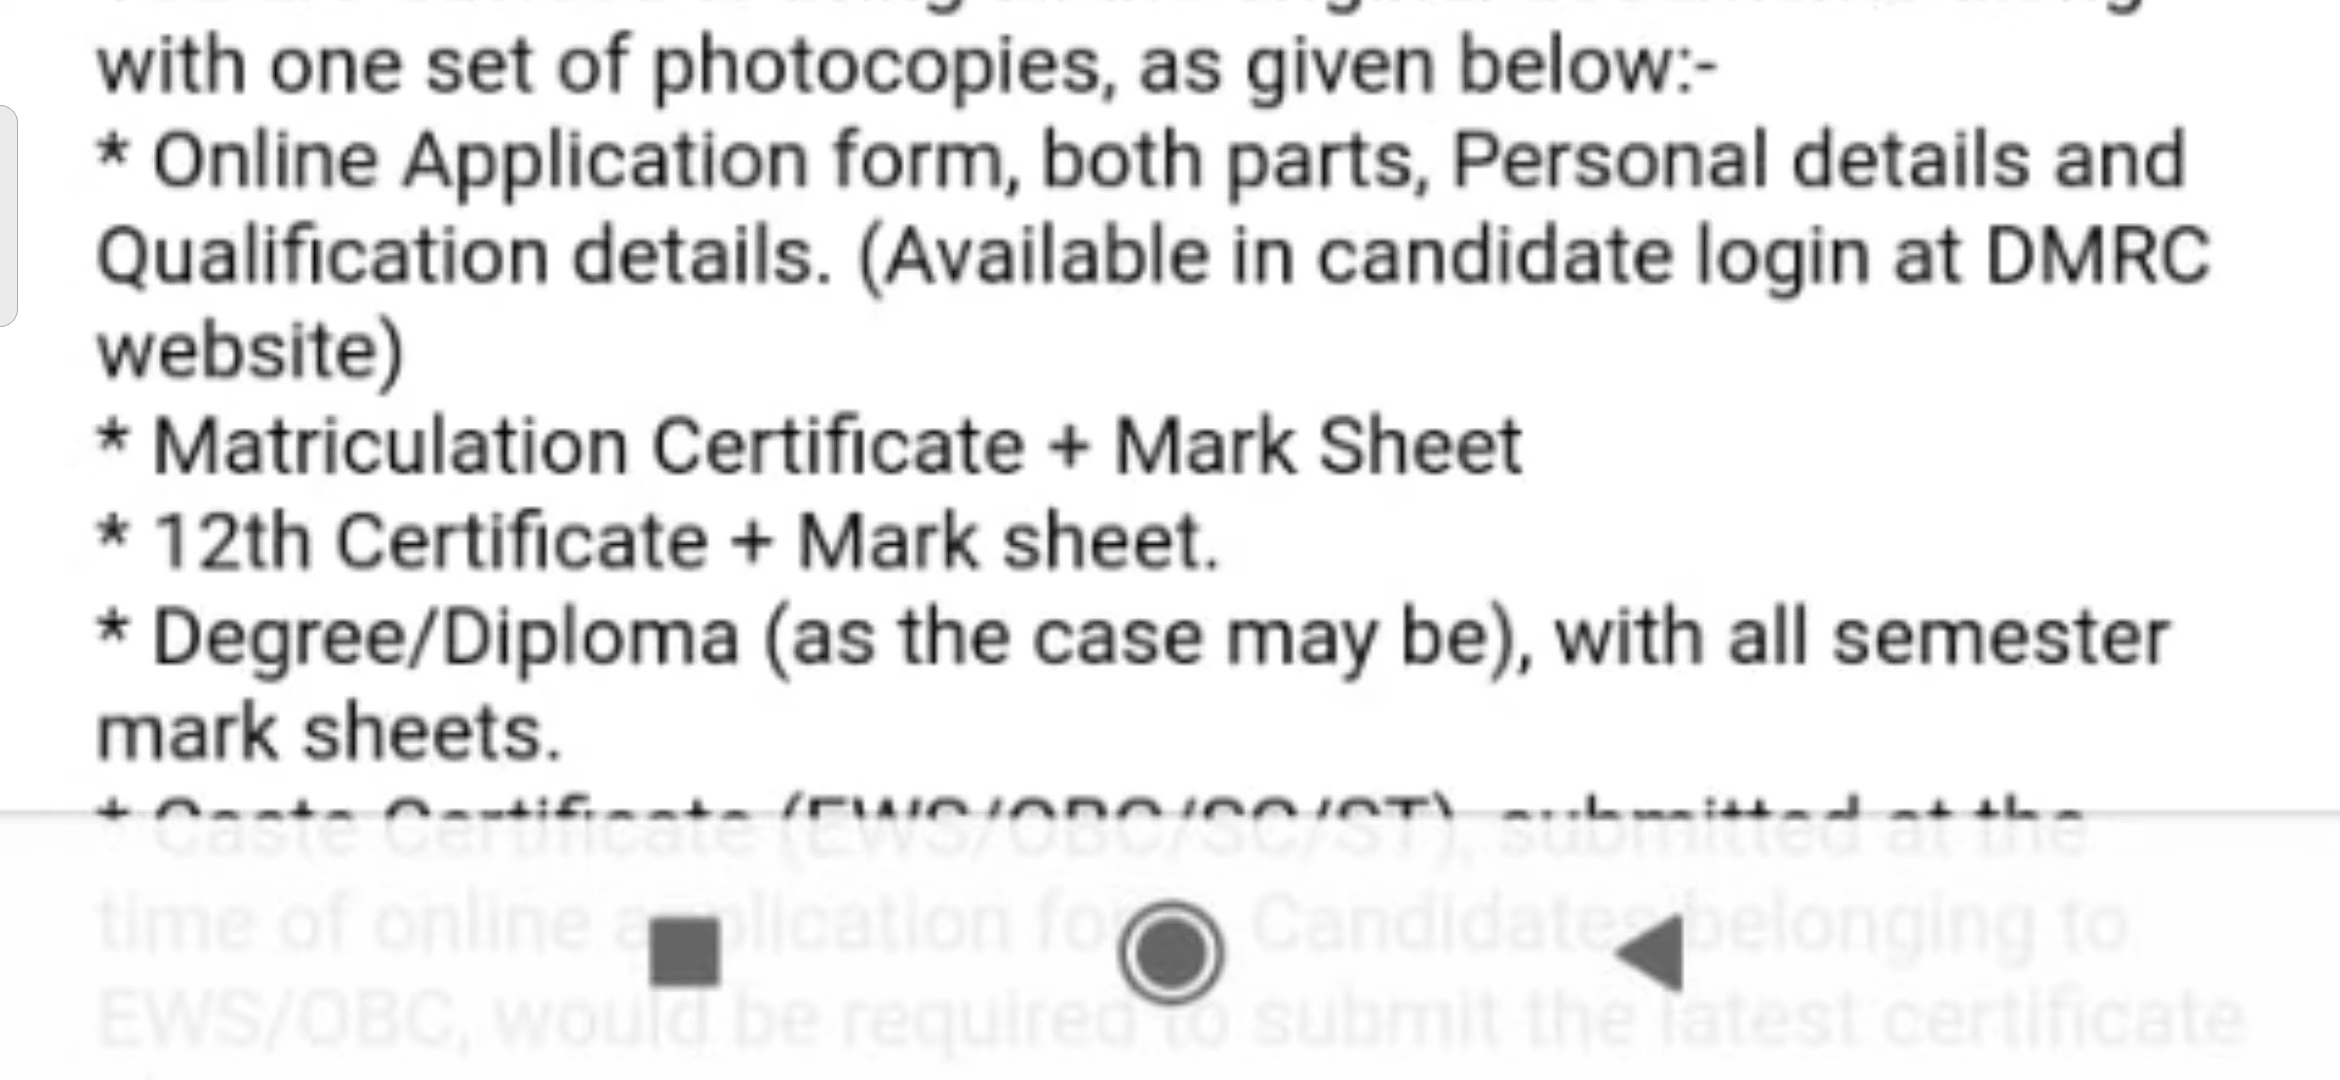 with one set of photocopies, as given below:-
* Online Application form, both parts, Personal details and
Qualification details. (Available in candidate login at DMRC
website)
* Matriculation Certificate + Mark Sheet
* 12th Certificate + Mark sheet.
* Degree/Diploma (as the case may be), with all semester
mark sheets.
* Caste Certificate (EWS/OBC/SC/ST), submitted at the
time of online application Candidates belonging to
EWS/OBC, would be required to submit the latest certificate